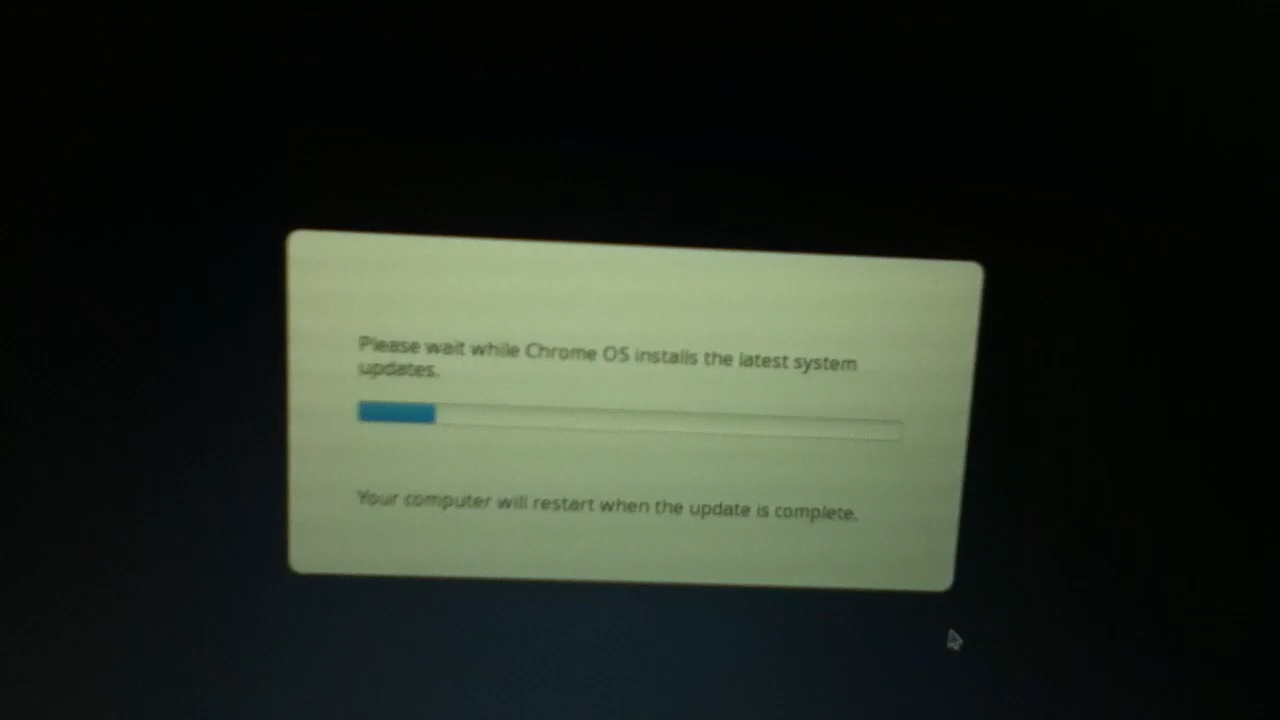 Please wait while Chrome OS installs the latest system
updates.
Your computer will restart when the update is complete.